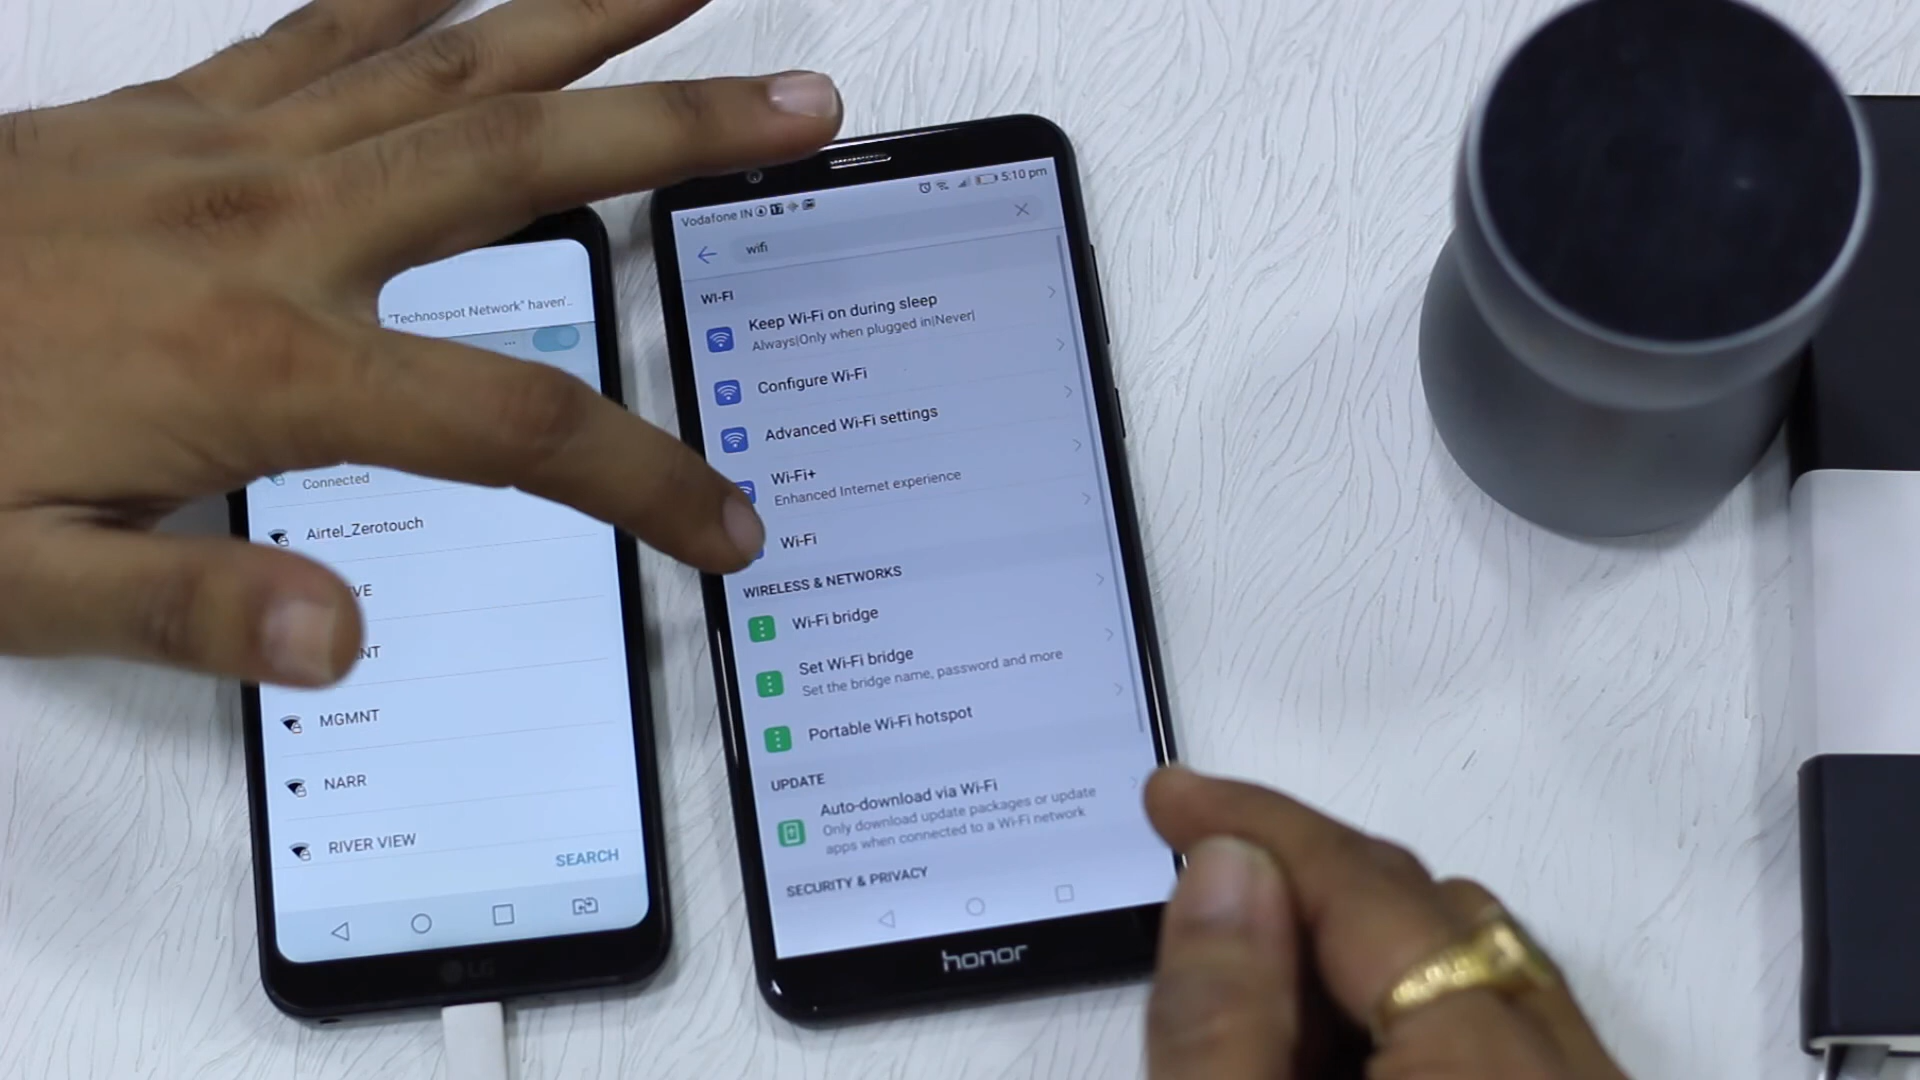 "Technospot Network" haven'..
Connected
Airtel_Zerotouch
MGMNT
NARR
RIVER VIEW
SEARCH
LG
Vodafone IN
5:10 pm
wifi
WI-FI
Keep Wi-Fi on during sleep
Always|Only when plugged in|Never|
Configure Wi-Fi
Advanced Wi-Fi settings
Wi-Fi+
Enhanced Internet experience
Wi-Fi
WIRELESS & NETWORKS
Wi-Fi bridge
Set Wi-Fi bridge
Set the bridge name, password and more
Portable Wi-Fi hotspot
UPDATE
Auto-download via Wi-Fi
Only download update packages or update
apps when connected to a Wi-Fi network
SECURITY & PRIVACY
honor